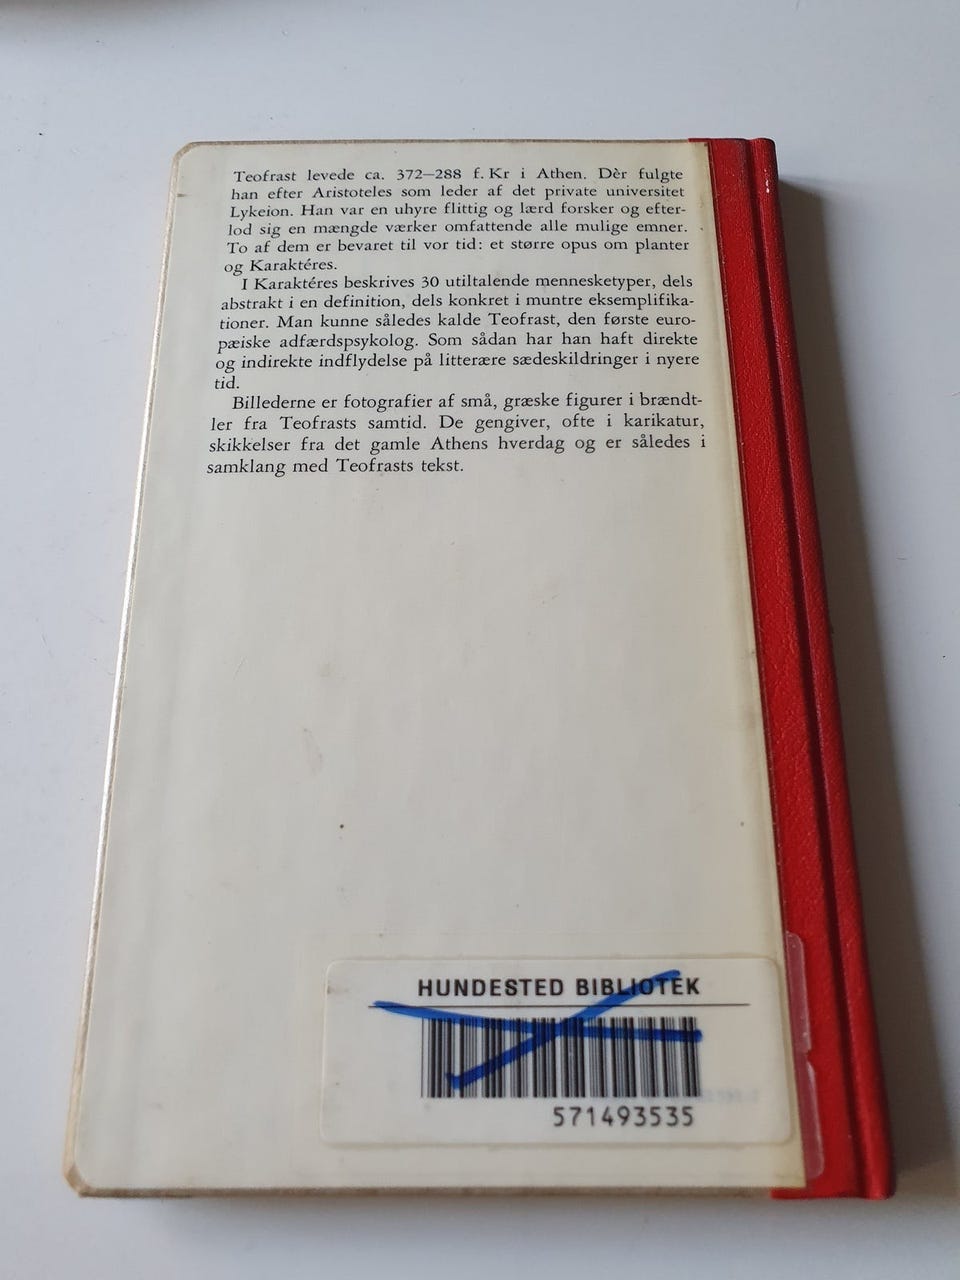 Teofrast levede ca. 372–288 f. Kr i Athen. Dèr fulgte
han efter Aristoteles som leder af det private universitet
Lykeion. Han var en uhyre flittig og lærd forsker og efter-
lod sig en mængde værker omfattende alle mulige emner.
To af dem er bevaret til vor tid: et større opus om planter
og Karaktéres.
I Karaktéres beskrives 30 utiltalende mennesketyper, dels
abstrakt i en definition, dels konkret i muntre eksemplifika-
tioner. Man kunne således kalde Teofrast, den første euro-
pæiske adfærdspsykolog. Som sådan har han haft direkte
og indirekte indflydelse på litterære sædeskildringer i nyere
tid.
Billederne er fotografier af små, græske figurer i brændt-
ler fra Teofrasts samtid. De gengiver, ofte i karikatur,
skikkelser fra det gamle Athens hverdag og er således i
samklang med Teofrasts tekst.
HUNDESTED BIBLIOTEK
571493535